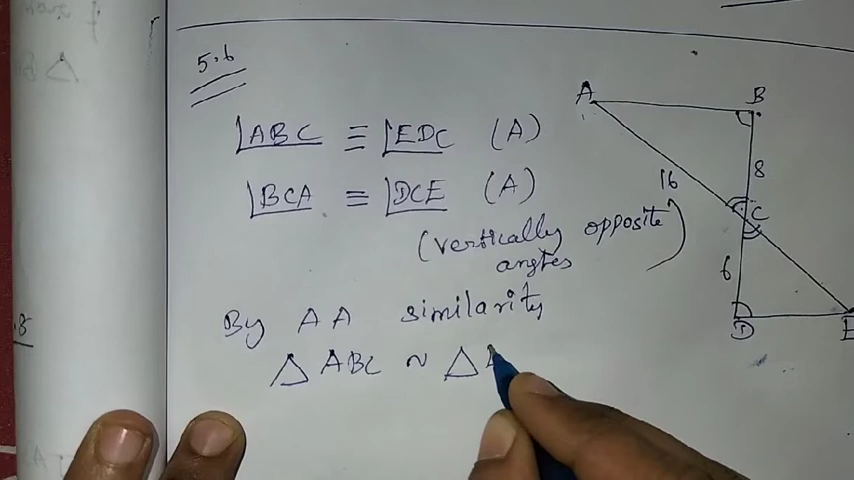 5.6
∠ABC ≡ ∠EDC (A)
∠BCA ≡ ∠DCE (A)
(vertically opposite
angles)
By AA similarity
△ABC ~ △
A
B
8
16
C
6
D
E